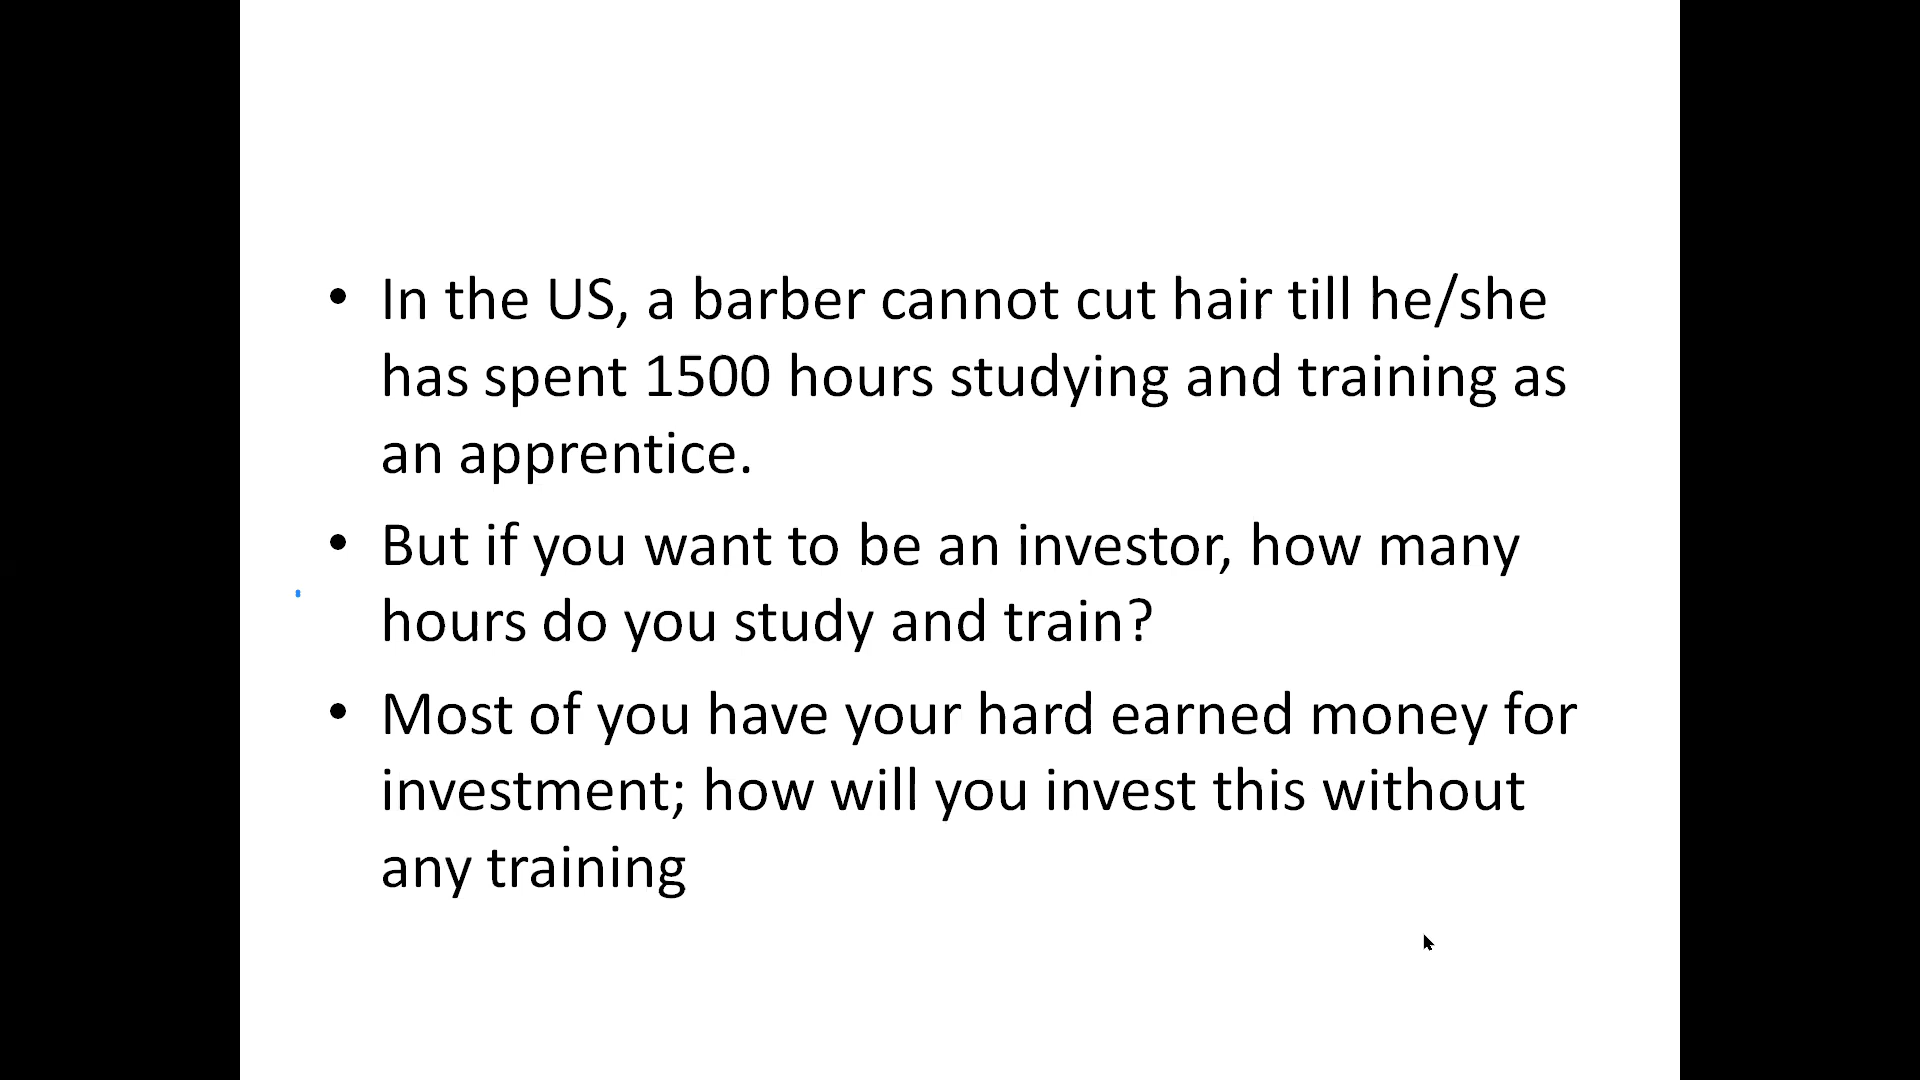 • In the US, a barber cannot cut hair till he/she
has spent 1500 hours studying and training as
an apprentice.
• But if you want to be an investor, how many
hours do you study and train?
• Most of you have your hard earned money for
investment; how will you invest this without
any training